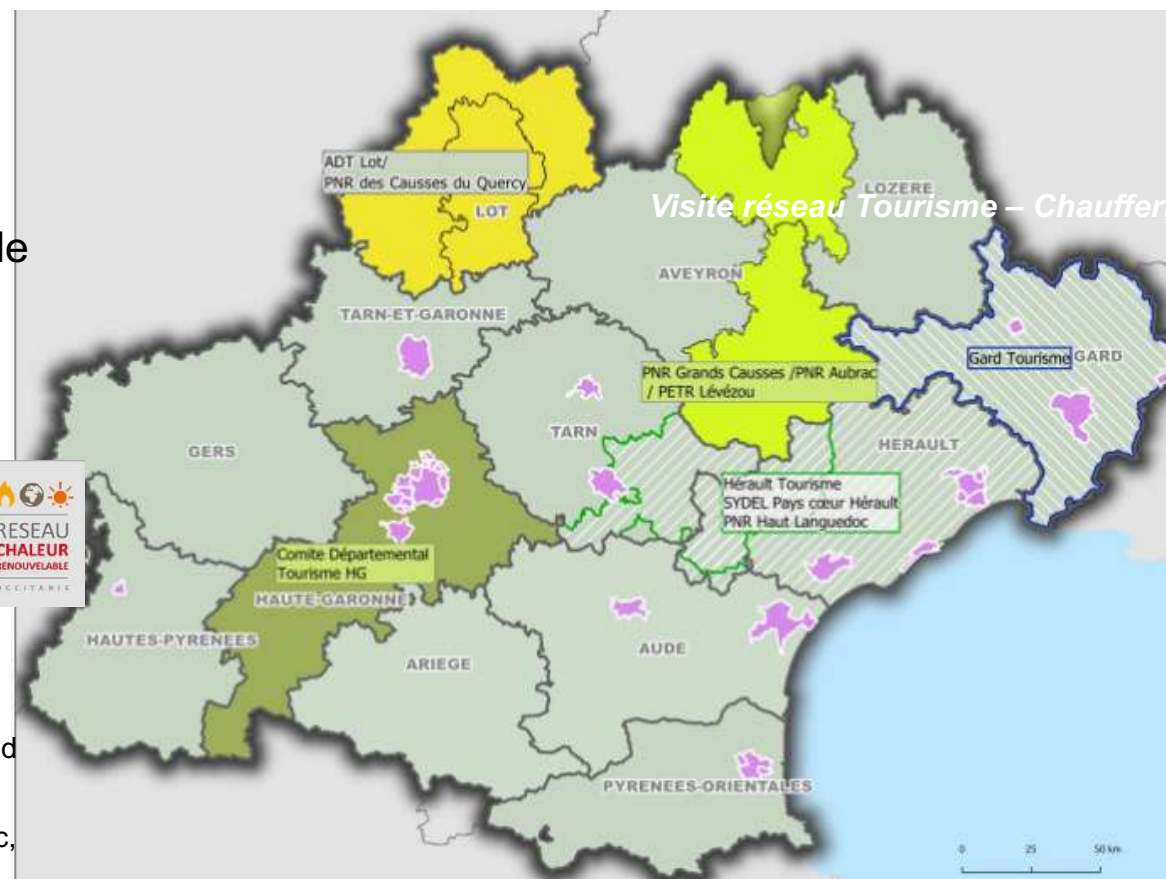 ADT Lot/
PNR des Causses du Quercy
LOT
LOZERE
Visite réseau Tourisme – Chauffer
le
AVEYRON
TARN-ET-GARONNE
Gard Tourisme
GARD
PNR Grands Causses /PNR Aubrac
/ PETR Lévézou
TARN
HERAULT
GERS
Hérault Tourisme
SYDEL Pays cœur Hérault
PNR Haut Languedoc
RESEAU
CHALEUR
RENOUVELABLE
OCCITANIE
Comite Départemental
Tourisme HG
HAUTE-GARONNE
HAUTES-PYRENEES
ARIEGE
AUDE
d
PYRENEES-ORIENTALES
c,
0 25 50 km